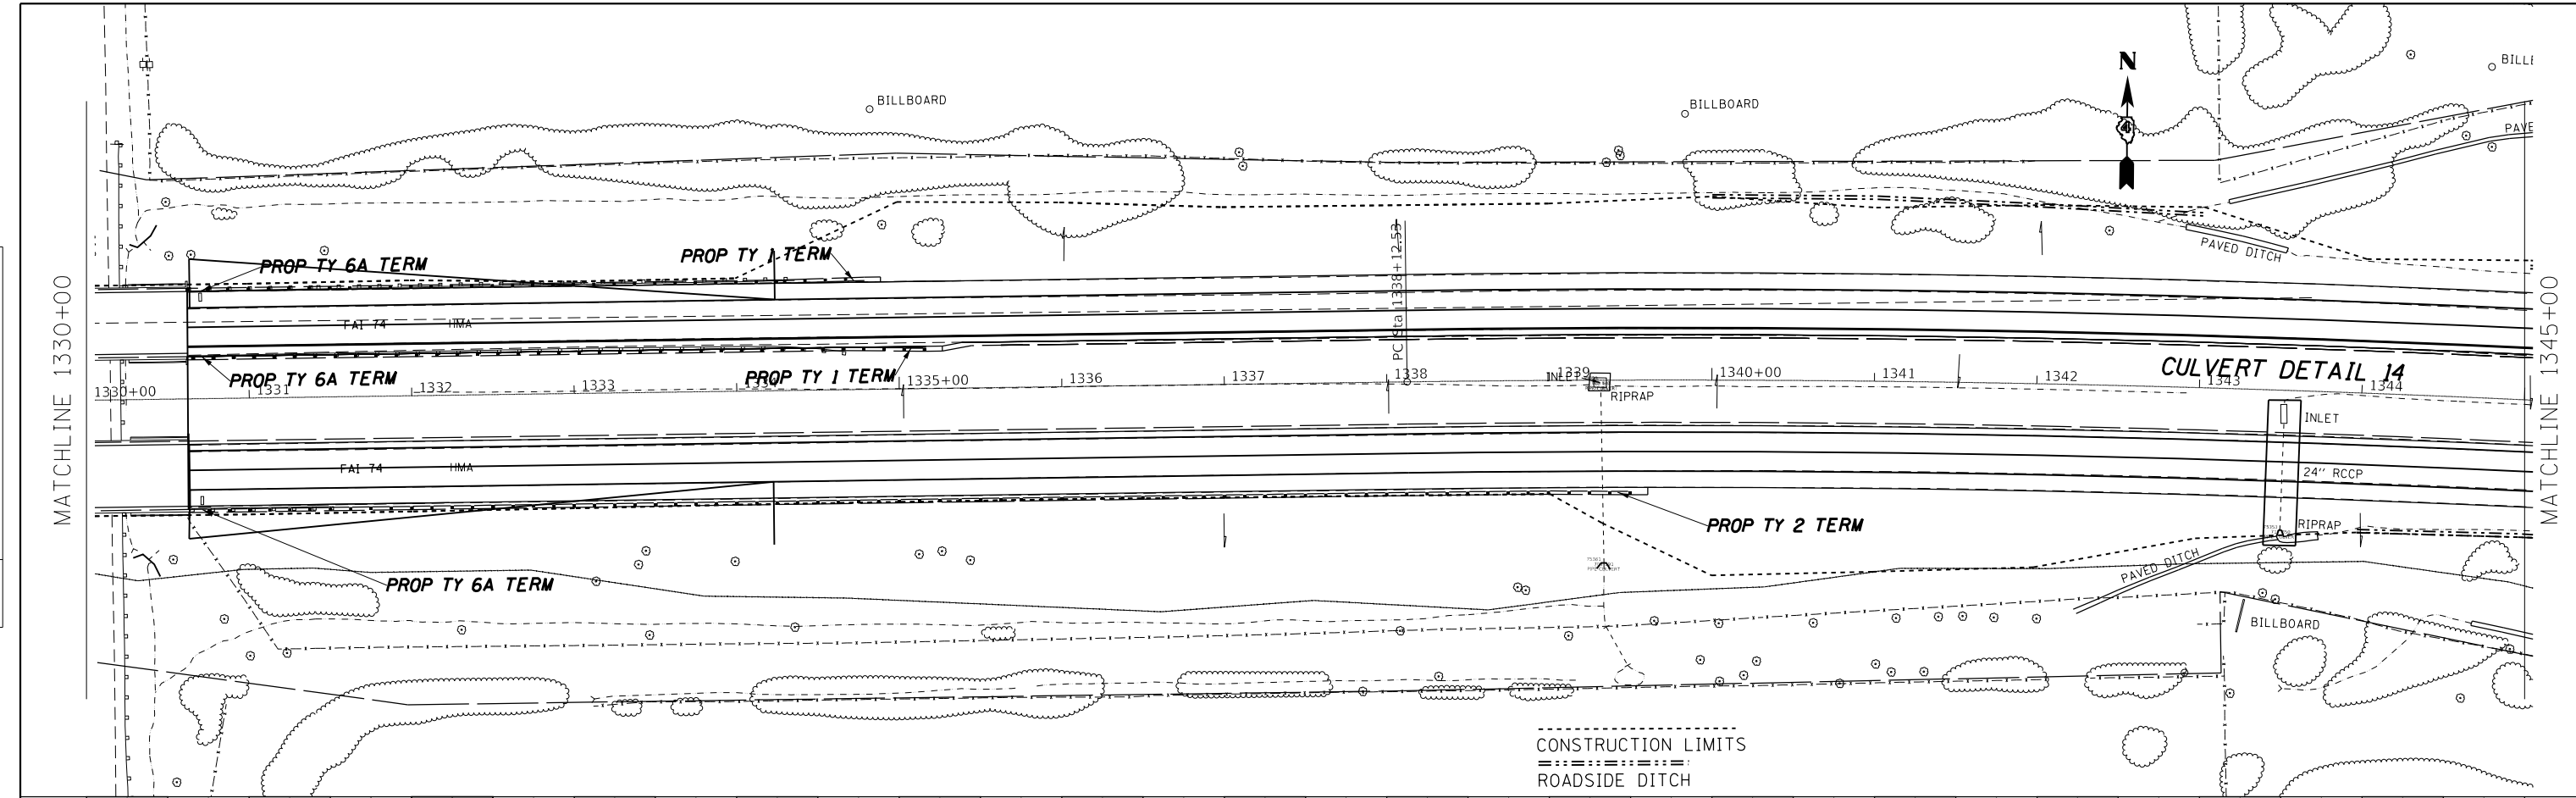 N
4
BILLBOARD
BILLBOARD
BILLB
PAVE
PAVED DITCH
PROP TY 6A TERM
PROP TY 1 TERM
FAI 74
HMA
PROP TY 6A TERM
PROP TY 1 TERM
PC Sta 1338+12.53
CULVERT DETAIL 14
MATCHLINE 1330+00
MATCHLINE 1345+00
1330+00
1331
1332
1333
1334
1335+00
1336
1337
1338
1339
1340+00
1341
1342
1343
1344
INLET
RIPRAP
INLET
24" RCCP
FAI 74
HMA
PROP TY 2 TERM
RIPRAP
PAVED DITCH
PROP TY 6A TERM
BILLBOARD
CONSTRUCTION LIMITS
ROADSIDE DITCH